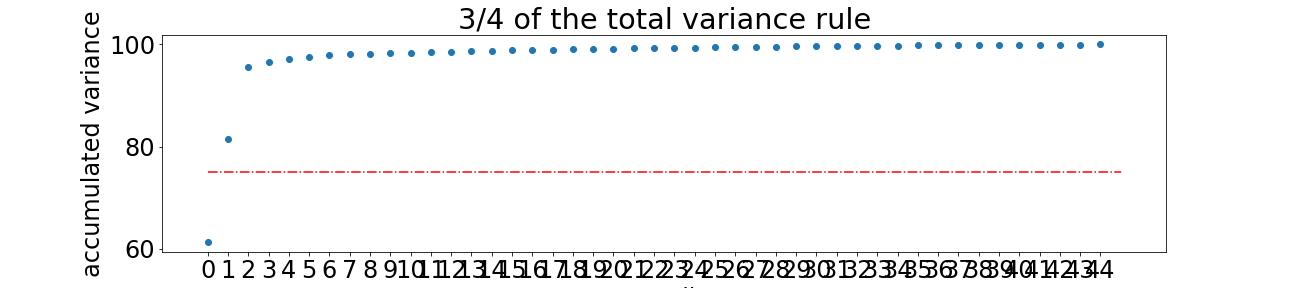 3/4 of the total variance rule
accumulated variance
100
80
60
0 1 2 3 4 5 6 7 8 9 10 11 12 13 14 15 16 17 18 19 20 21 22 23 24 25 26 27 28 29 30 31 32 33 34 35 36 37 38 39 40 41 42 43 44